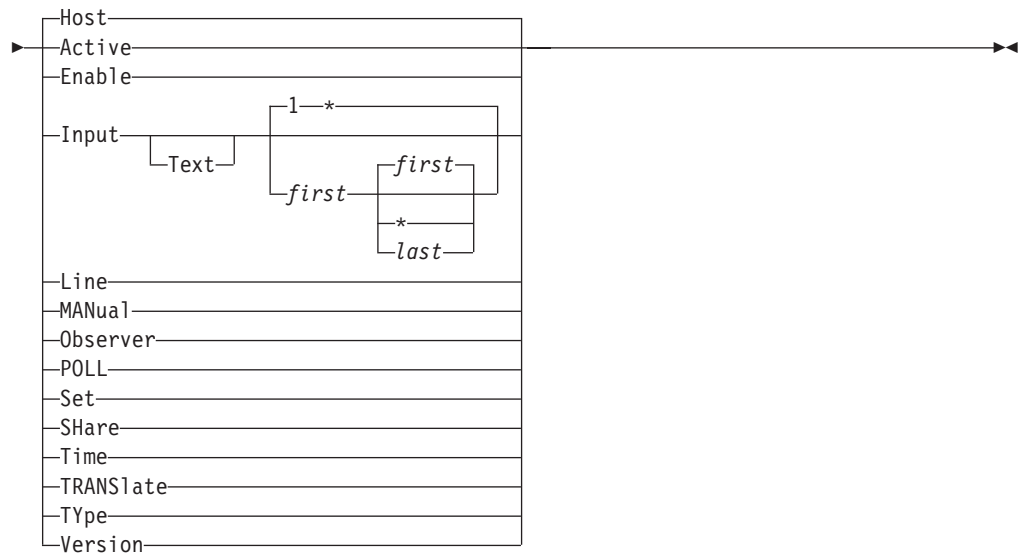 Host
Active
Enable
1 *
Input
Text
first
first
*
last
Line
MANual
Observer
POLL
Set
SHare
Time
TRANSlate
TYpe
Version